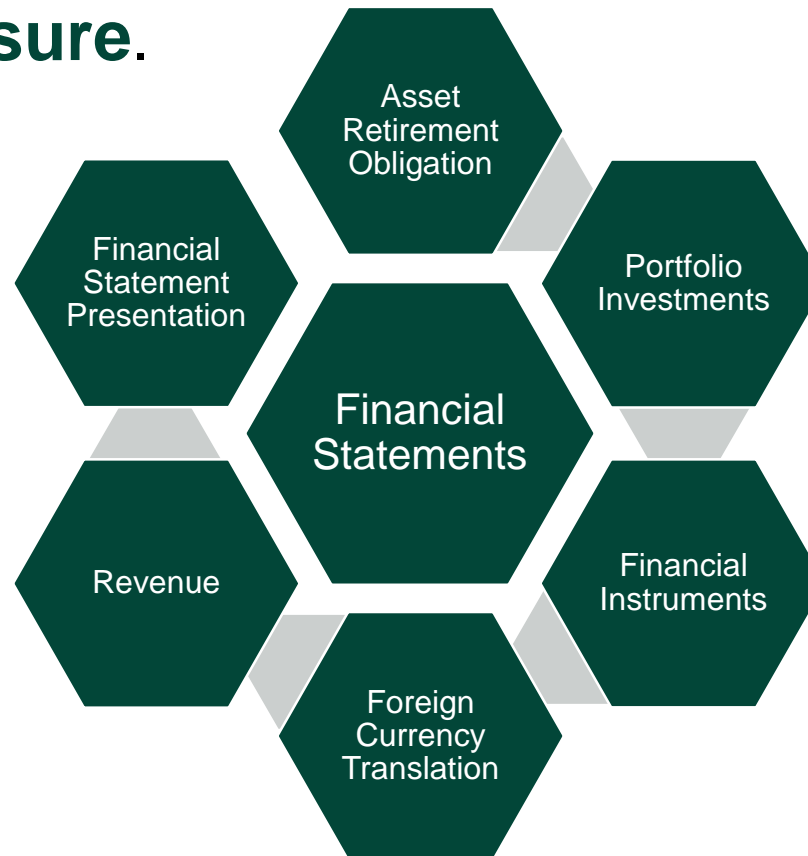 sure.
Asset
Retirement
Obligation
Financial
Statement
Presentation
Portfolio
Investments
Financial
Statements
Revenue
Financial
Instruments
Foreign
Currency
Translation